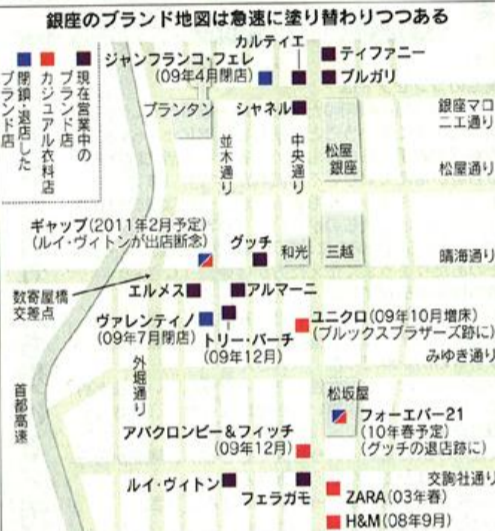 銀座のブランド地図は急速に塗り替わりつつある
現在営業中の
ブランド店
カジュアル衣料店
閉鎖・退店した
ブランド店
ジャンフランコ・フェレ
(09年4月閉店)
カルティエ
ティファニー
ブルガリ
プランタン
シャネル
銀座マロ
ニエ通り
並木通り
中央通り
松屋
銀座
松屋通り
ギャップ(2011年2月予定)
(ルイ・ヴィトンが出店断念)
グッチ
和光
三越
晴海通り
数寄屋橋
交差点
エルメス
アルマーニ
ヴァレンティノ
(09年7月閉店)
トリー・バーチ
(09年12月)
ユニクロ(09年10月増床)
(ブルックスブラザーズ跡に)
みゆき通り
外堀通り
首都高速
松坂屋
フォーエバー21
(10年春予定)
(グッチの退店跡に)
アバクロンビー&フィッチ
(09年12月)
交詢社通り
ルイ・ヴィトン
フェラガモ
ZARA(03年春)
H&M(08年9月)